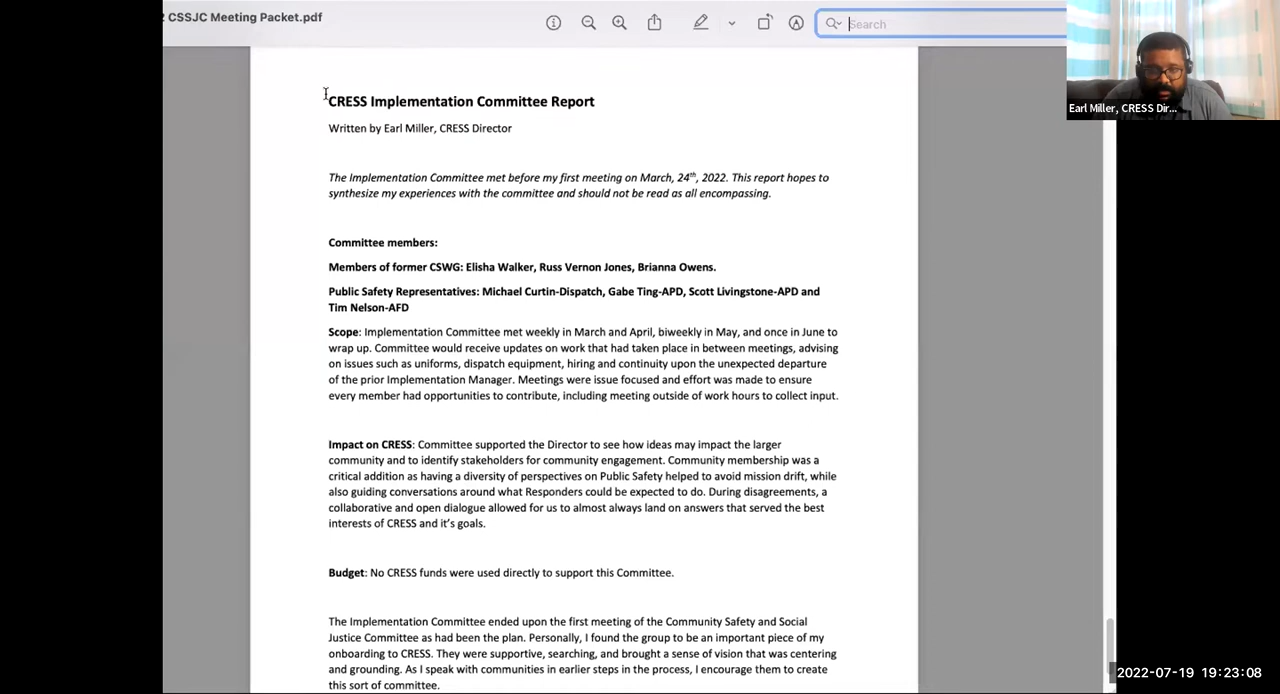 2 CSSJC Meeting Packet.pdf
Search
Earl Miller, CRESS Dir...
CRESS Implementation Committee Report
Written by Earl Miller, CRESS Director
The Implementation Committee met before my first meeting on March, 24th, 2022. This report hopes to
synthesize my experiences with the committee and should not be read as all encompassing.
Committee members:
Members of former CSWG: Elisha Walker, Russ Vernon Jones, Brianna Owens.
Public Safety Representatives: Michael Curtin-Dispatch, Gabe Ting-APD, Scott Livingstone-APD and
Tim Nelson-AFD
Scope: Implementation Committee met weekly in March and April, biweekly in May, and once in June to
wrap up. Committee would receive updates on work that had taken place in between meetings, advising
on issues such as uniforms, dispatch equipment, hiring and continuity upon the unexpected departure
of the prior Implementation Manager. Meetings were issue focused and effort was made to ensure
every member had opportunities to contribute, including meeting outside of work hours to collect input.
Impact on CRESS: Committee supported the Director to see how ideas may impact the larger
community and to identify stakeholders for community engagement. Community membership was a
critical addition as having a diversity of perspectives on Public Safety helped to avoid mission drift, while
also guiding conversations around what Responders could be expected to do. During disagreements, a
collaborative and open dialogue allowed for us to almost always land on answers that served the best
interests of CRESS and it's goals.
Budget: No CRESS funds were used directly to support this Committee.
The Implementation Committee ended upon the first meeting of the Community Safety and Social
Justice Committee as had been the plan. Personally, I found the group to be an important piece of my
onboarding to CRESS. They were supportive, searching, and brought a sense of vision that was centering
and grounding. As I speak with communities in earlier steps in the process, I encourage them to create
this sort of committee.
2022-07-19 19:23:08